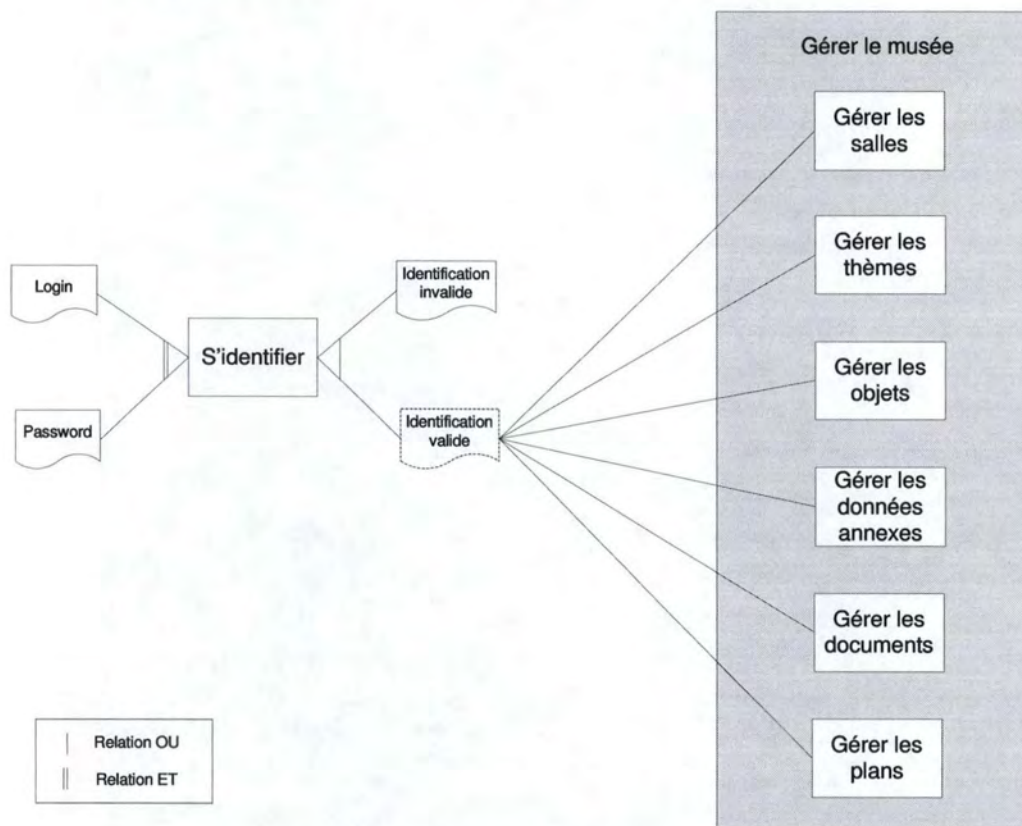 Gérer le musée
Gérer les
salles
Gérer les
thèmes
Login
Identification
invalide
S'identifier
Gérer les
objets
Password
Identification
valide
Gérer les
données
annexes
Gérer les
documents
Relation OU
Relation ET
Gérer les
plans